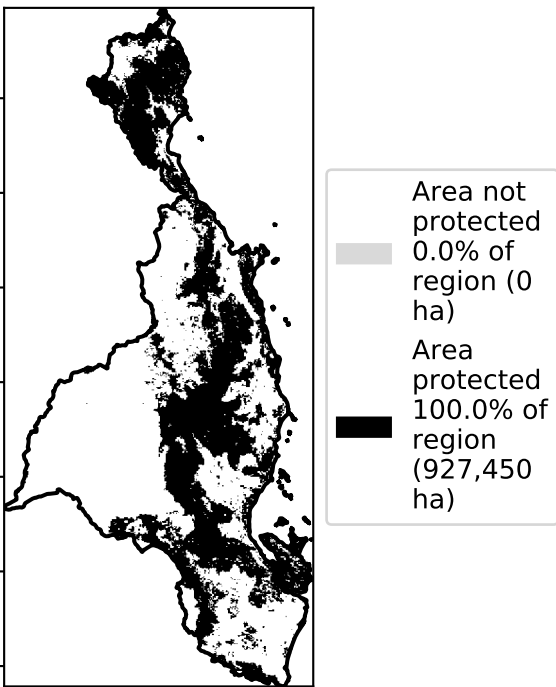 Area not
protected
0.0% of
region (0
ha)
Area
protected
100.0% of
region
(927,450
ha)